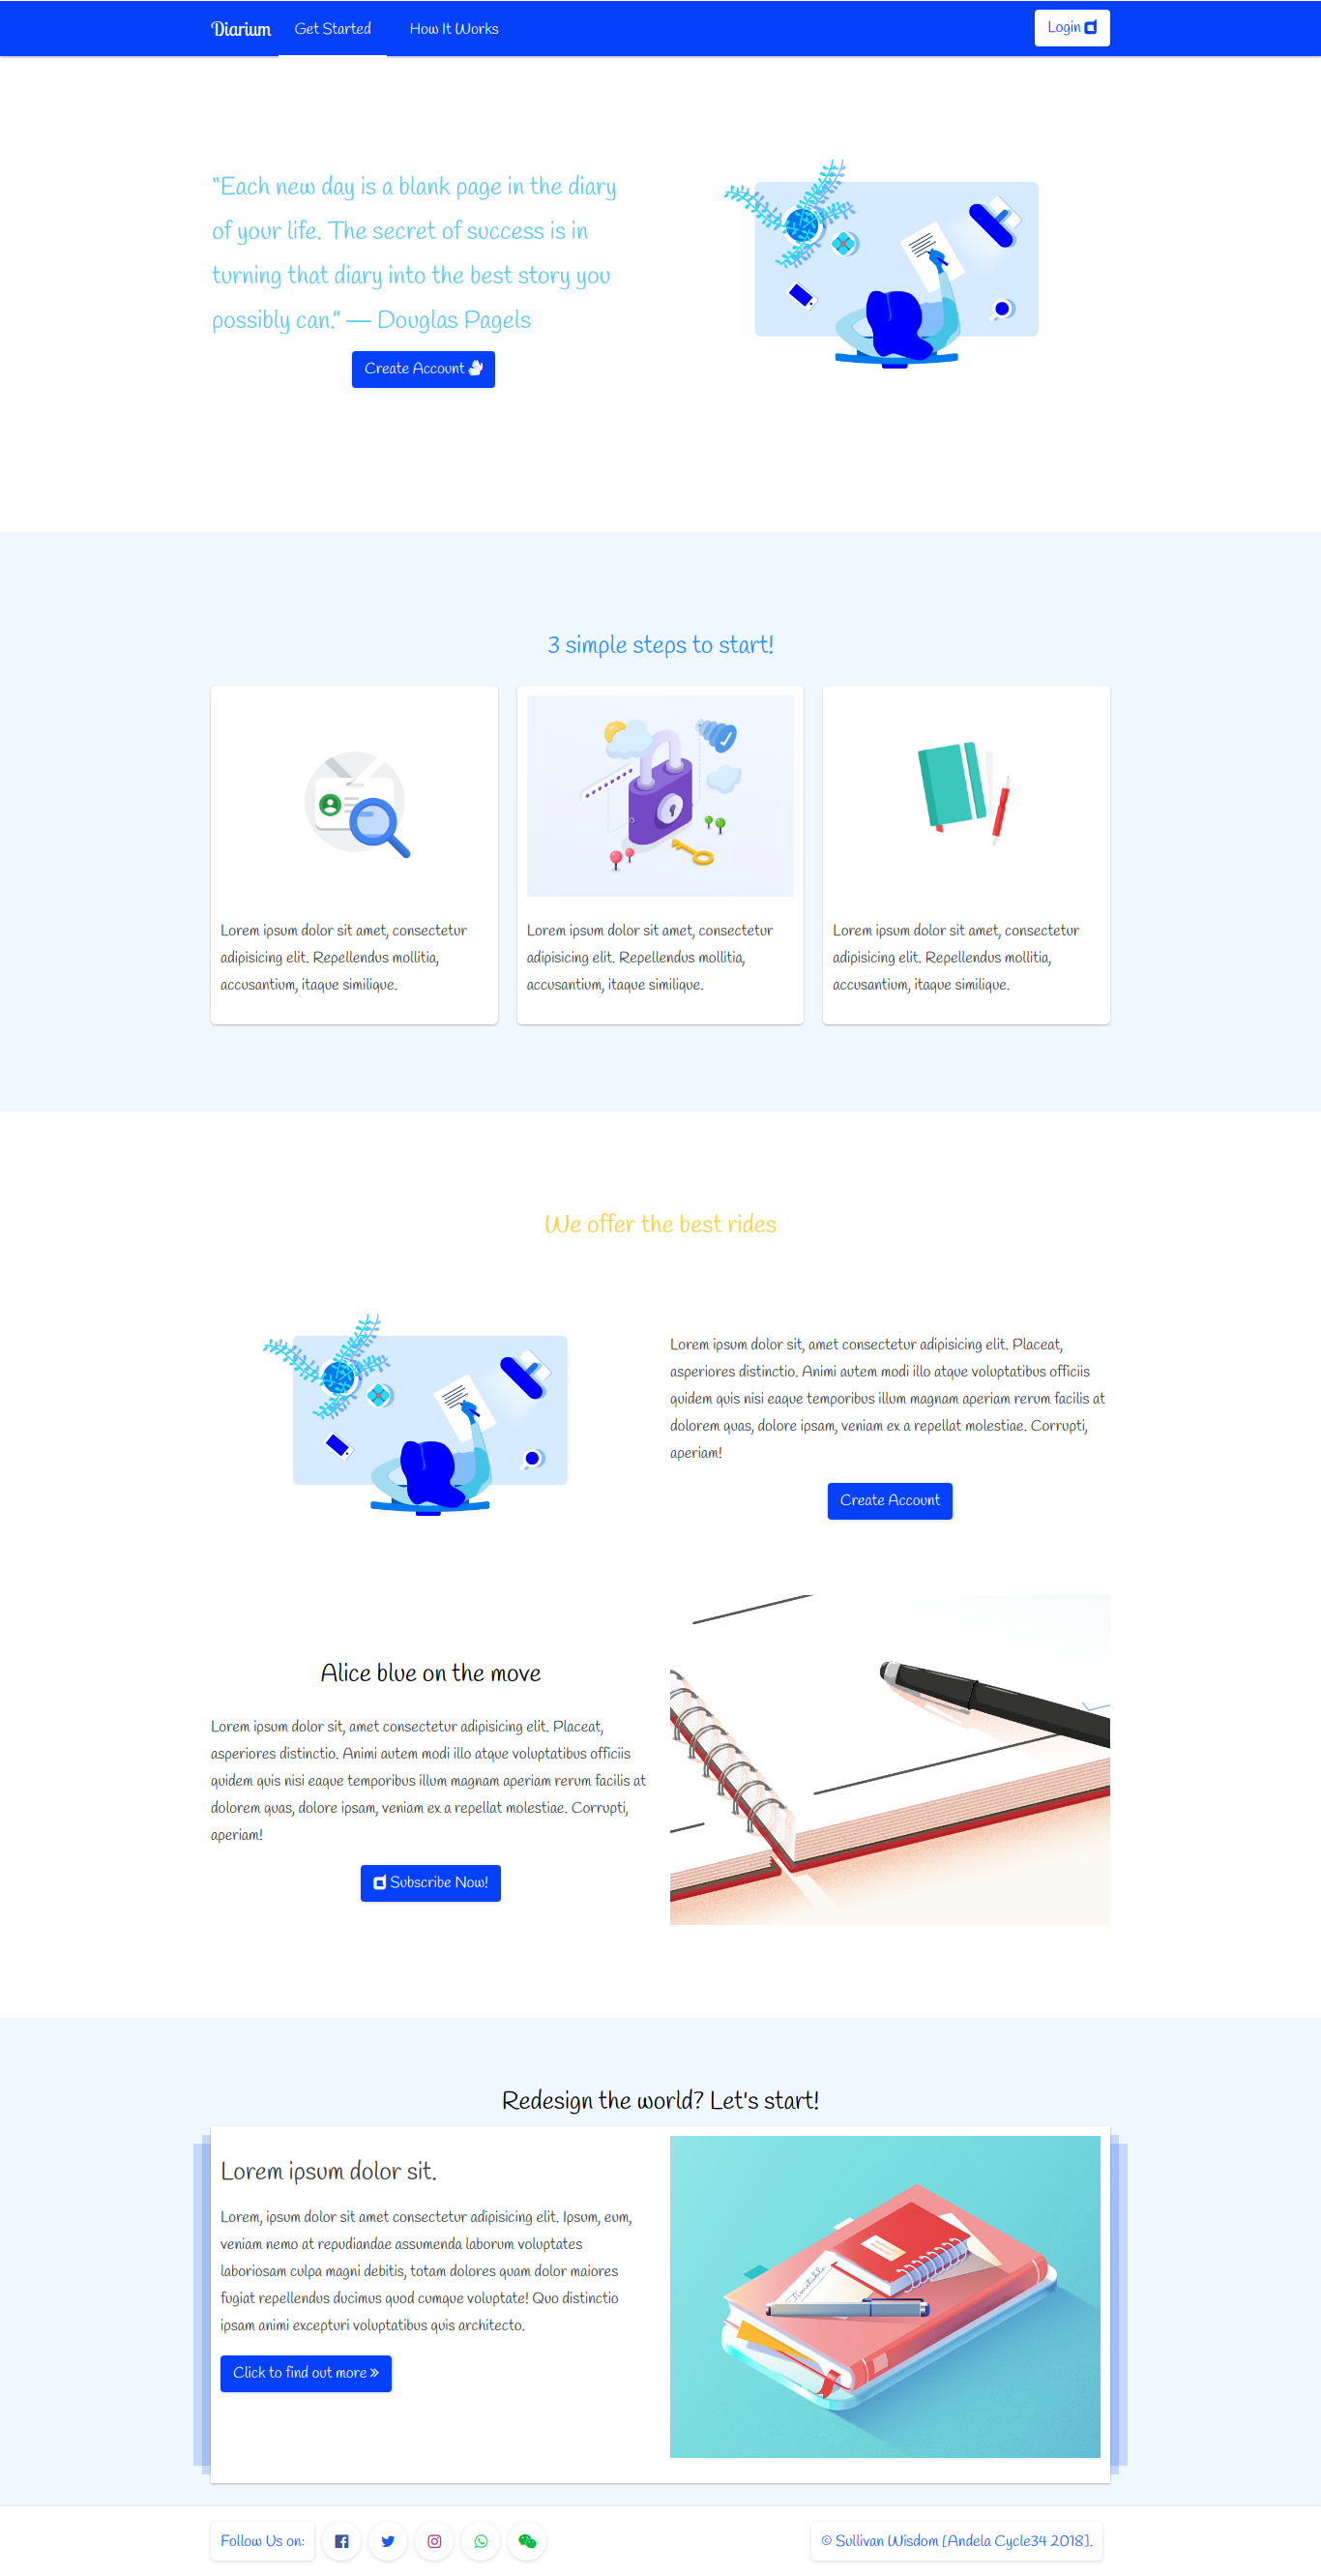 Diarium
Get Started
How It Works
Login
"Each new day is a blank page in the diary
of your life. The secret of success is in
turning that diary into the best story you
possibly can." — Douglas Pagels
Create Account
3 simple steps to start!
Lorem ipsum dolor sit amet, consectetur
adipisicing elit. Repellendus mollitia,
accusantium, itaque similique.
Lorem ipsum dolor sit amet, consectetur
adipisicing elit. Repellendus mollitia,
accusantium, itaque similique.
Lorem ipsum dolor sit amet, consectetur
adipisicing elit. Repellendus mollitia,
accusantium, itaque similique.
We offer the best rides
Lorem ipsum dolor sit, amet consectetur adipisicing elit. Placeat,
asperiores distinctio. Animi autem modi illo atque voluptatibus officiis
quidem quis nisi eaque temporibus illum magnam aperiam rerum facilis at
dolorem quas, dolore ipsam, veniam ex a repellat molestiae. Corrupti,
aperiam!
Create Account
Alice blue on the move
Lorem ipsum dolor sit, amet consectetur adipisicing elit. Placeat,
asperiores distinctio. Animi autem modi illo atque voluptatibus officiis
quidem quis nisi eaque temporibus illum magnam aperiam rerum facilis at
dolorem quas, dolore ipsam, veniam ex a repellat molestiae. Corrupti,
aperiam!
Subscribe Now!
Redesign the world? Let's start!
Lorem ipsum dolor sit.
Lorem, ipsum dolor sit amet consectetur adipisicing elit. Ipsum, eum,
veniam nemo at repudiandae assumenda laborum voluptates
laboriosam culpa magni debitis, totam dolores quam dolor maiores
fugiat repellendus ducimus quod cumque voluptate! Quo distinctio
ipsam animi excepturi voluptatibus quis architecto.
Timetable
Click to find out more »
Follow Us on:
© Sullivan Wisdom [Andela Cycle34 2018].